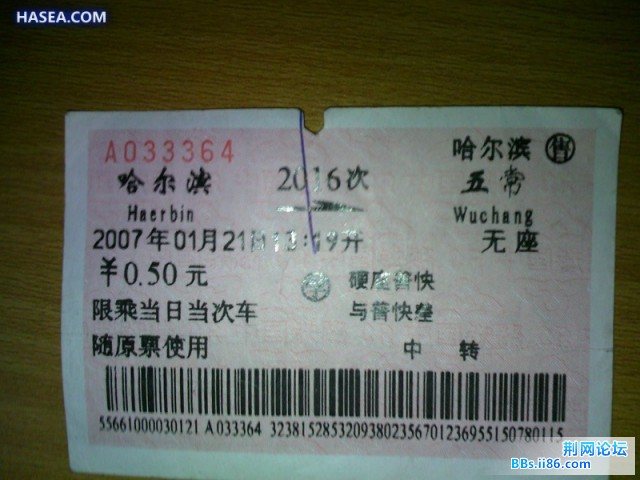 HASEA.COM
A033364 哈尔滨 售
哈尔滨 2016次 五常
Haerbin Wuchang
2007年01月21日 开 无座
¥0.50元 硬座普快
限乘当日当次车 与普快
随原票使用 中转
55661000030121 A033364 32381528532093802356701236955150780115
荆网论坛
BBs.ii86.com